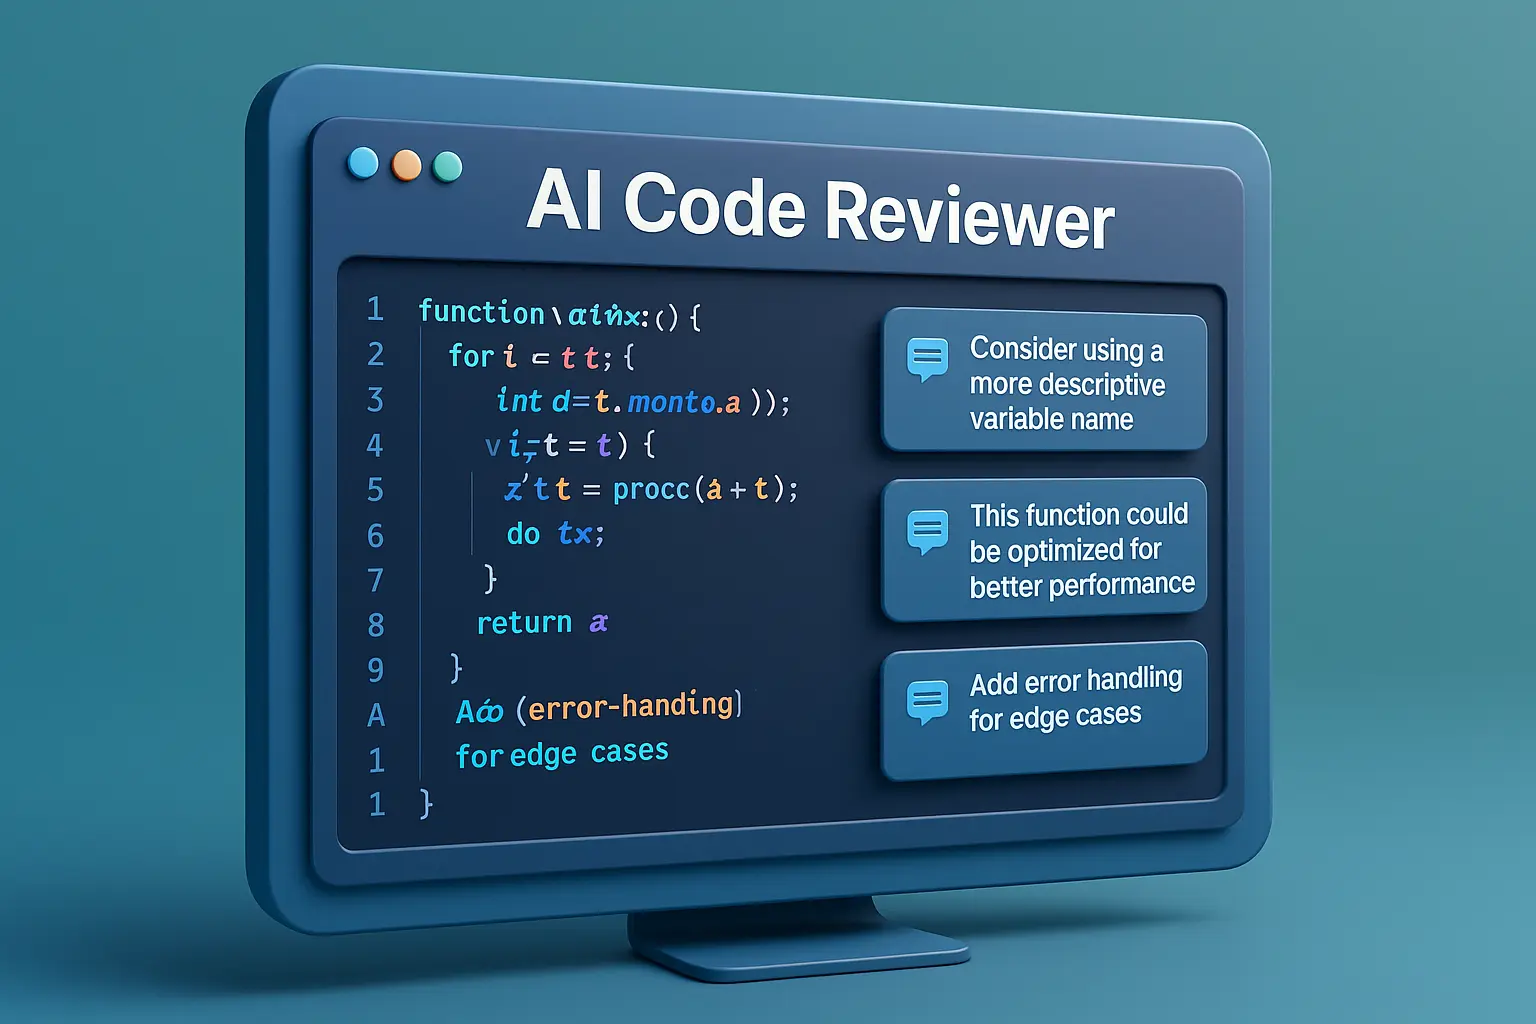 AI Code Reviewer
1 function
2 for i = t t; {
3 int d=t.monto.a ));
4
5 = procc(a+t);
6 do tx;
7 }
8 return a
9 }
A (error-handing)
1 for edge cases
1 }
Consider using a
more descriptive
variable name
This function could
be optimized for
better performance
Add error handling
for edge cases